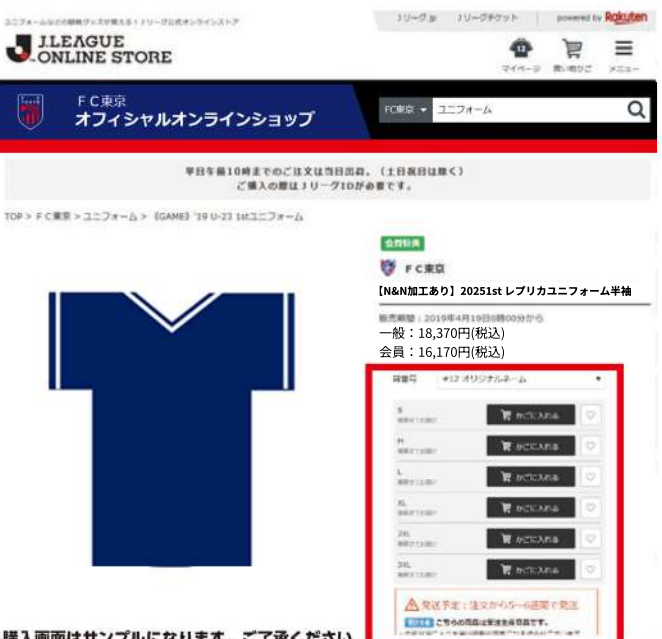 ユニフォームなどの観戦グッズが買える！Jリーグ公式オンラインストア
Jリーグ.jp Jリーグチケット powered by Rakuten
J.LEAGUE
ONLINE STORE
12
マイページ 買い物かご メニュー
FC東京
オフィシャルオンラインショップ
FC東京 ユニフォーム
平日午前10時までのご注文は当日出荷。（土日祝日は除く）
ご購入の際はJリーグIDが必要です。
TOP > FC東京 > ユニフォーム > 《GAME》'19 U-23 1stユニフォーム
会員特典
FC東京
【N&N加工あり】20251st レプリカユニフォーム半袖
販売期間：2019年4月19日0時00分から
一般：18,370円(税込)
会員：16,170円(税込)
背番号 #12 オリジナルネーム
S かごに入れる
M かごに入れる
L かごに入れる
XL かごに入れる
2XL かごに入れる
3XL かごに入れる
発送予定：注文から5～6週間で発送
こちらの商品は受注生産商品です。
購入画面はサンプルになります。ご了承ください